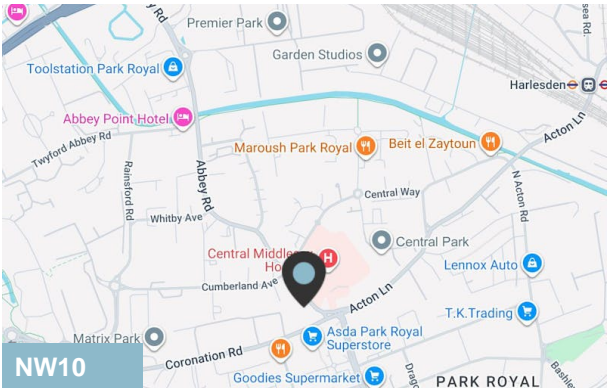 Premier Park
Garden Studios
Toolstation Park Royal
Harlesden
Abbey Point Hotel
Acton Ln
Twyford Abbey Rd
Maroush Park Royal
Beit el Zaytoun
Rainsford Rd
Abbey Rd
N Acton Rd
Central Way
Whitby Ave
Central Park
Central Middle
H
Lennox Auto
Cumberland Ave
Acton Ln
T.K.Trading
Matrix Park
Asda Park Royal
Superstore
Coronation Rd
Goodies Supermarket
PARK ROYAL
NW10